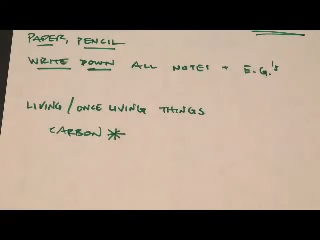 PAPER, PENCIL
WRITE DOWN ALL NOTES + E.G.'s
LIVING / ONCE LIVING THINGS
CARBON *